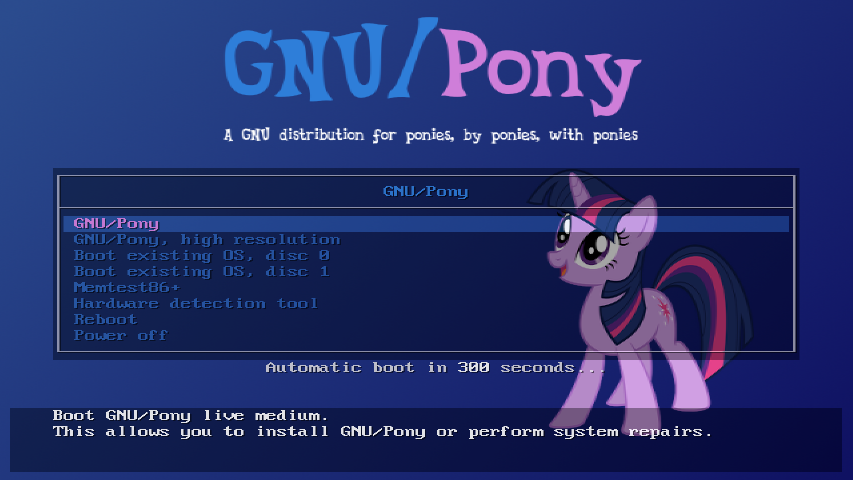 GNU/Pony
A GNU distribution for ponies, by ponies, with ponies
GNU/Pony
GNU/Pony
GNU/Pony, high resolution
Boot existing OS, disc 0
Boot existing OS, disc 1
Memtest86+
Hardware detection tool
Reboot
Power off
Automatic boot in 300 seconds...
Boot GNU/Pony live medium.
This allows you to install GNU/Pony or perform system repairs.